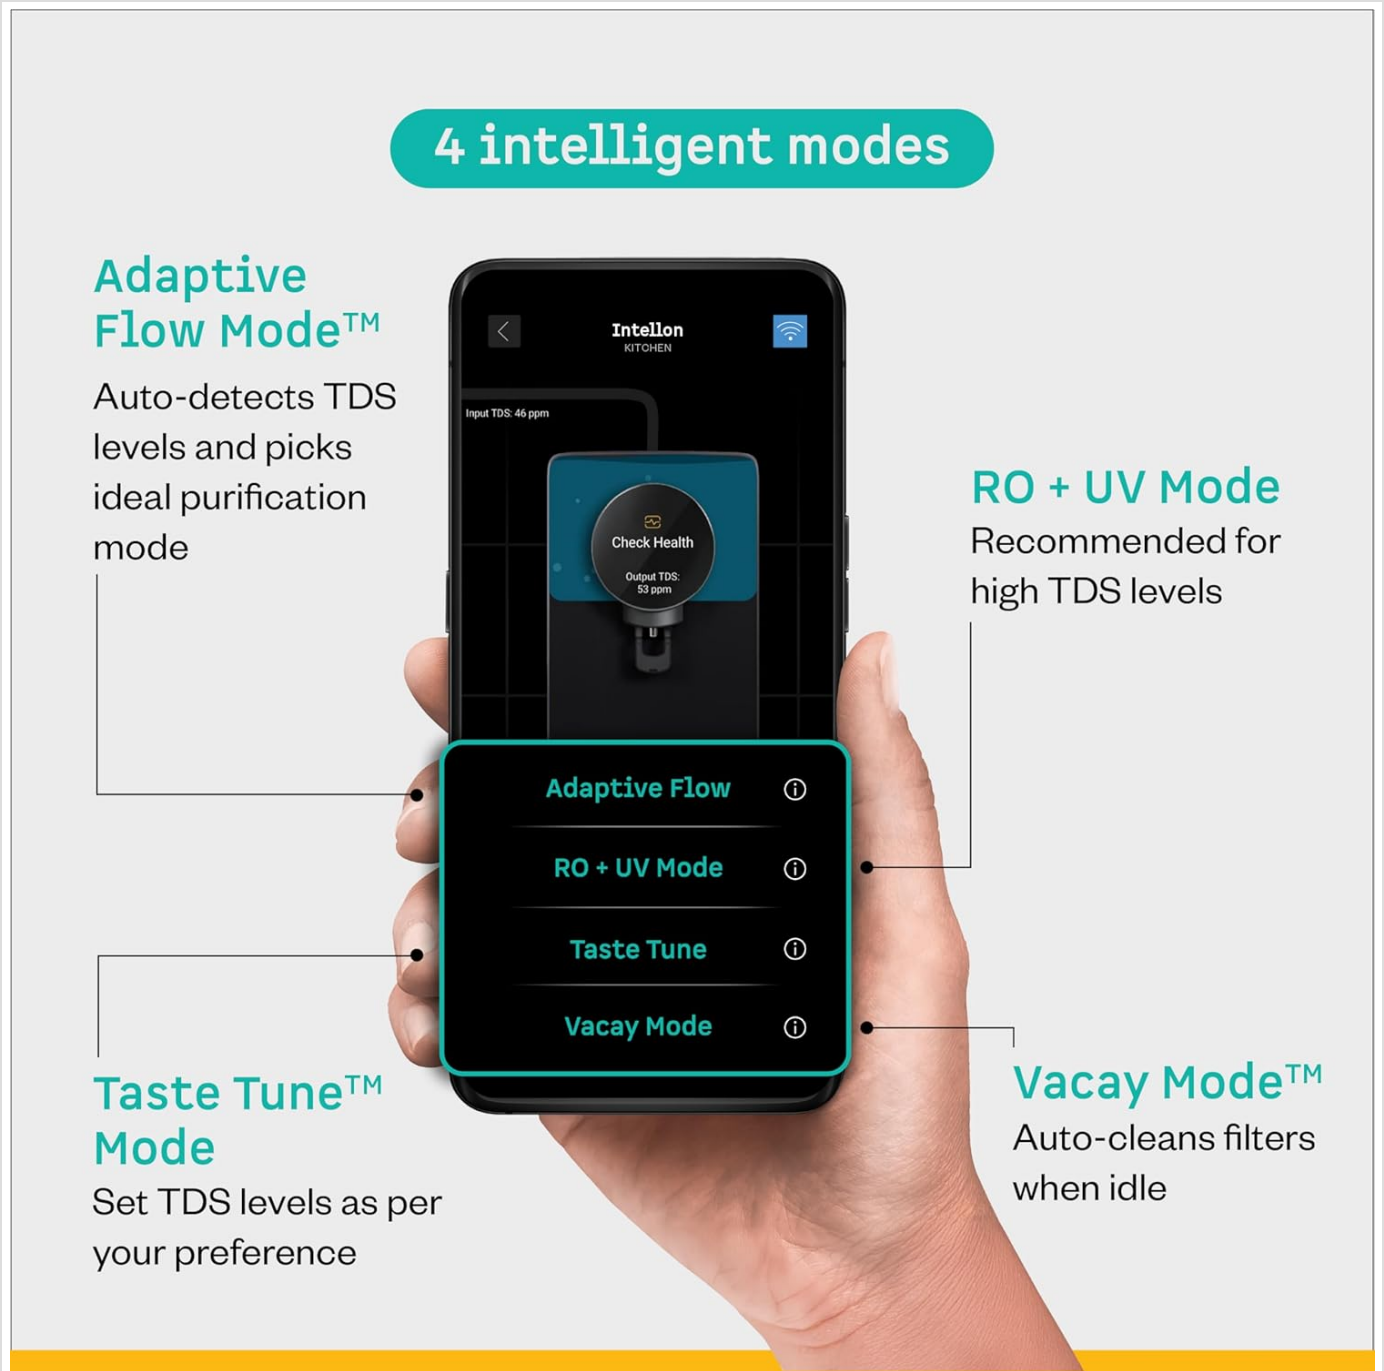 4 intelligent modes
Adaptive
Flow Mode™
Auto-detects TDS
levels and picks
ideal purification
mode
Intellon
KITCHEN
Input TDS: 46 ppm
Check Health
Output TDS:
53 ppm
RO + UV Mode
Recommended for
high TDS levels
Adaptive Flow
RO + UV Mode
Taste Tune
Vacay Mode
Taste Tune™
Mode
Set TDS levels as per
your preference
Vacay Mode™
Auto-cleans filters
when idle